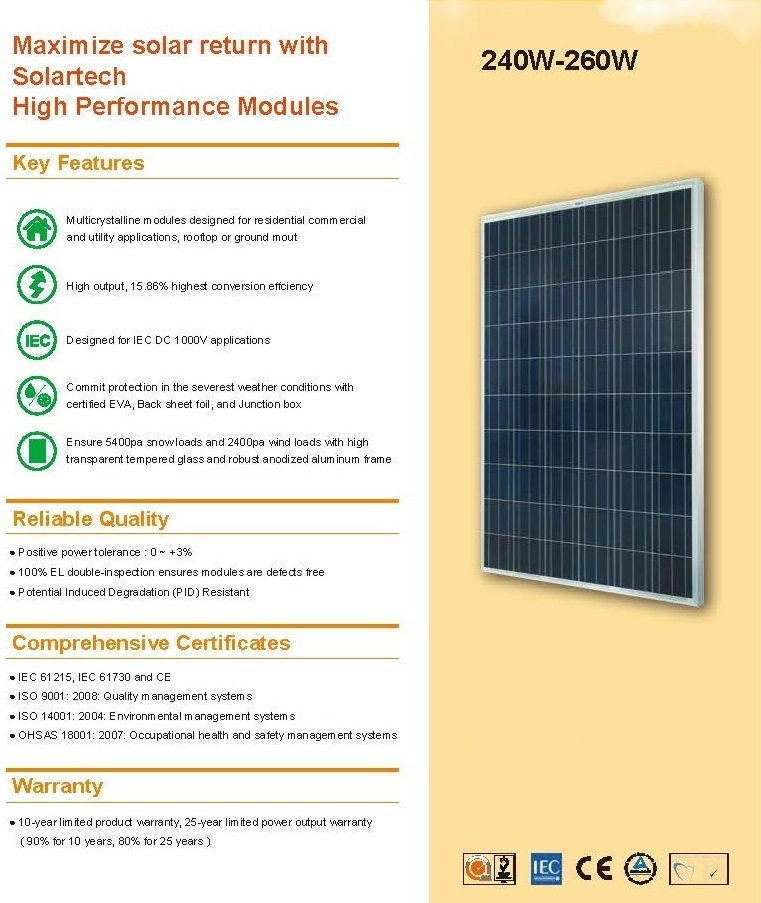 Maximize solar return with
Solartech
High Performance Modules
Key Features
Multicrystalline modules designed for residential commercial
and utility applications, rooftop or ground mout
High output, 15.86% highest conversion effciency
IEC
Designed for IEC DC 1000V applications
Commit protection in the severest weather conditions with
certified EVA, Back sheet foil, and Junction box
Ensure 5400pa snow loads and 2400pa wind loads with high
transparent tempered glass and robust anodized aluminum frame
Reliable Quality
• Positive power tolerance : 0 ~ +3%
• 100% EL double-inspection ensures modules are defects free
• Potential Induced Degradation (PID) Resistant
Comprehensive Certificates
• IEC 61215, IEC 61730 and CE
• ISO 9001: 2008: Quality management systems
• ISO 14001: 2004: Environmental management systems
• OHSAS 18001: 2007: Occupational health and safety management systems
Warranty
• 10-year limited product warranty, 25-year limited power output warranty
( 90% for 10 years, 80% for 25 years )
240W-260W
IEC
CE